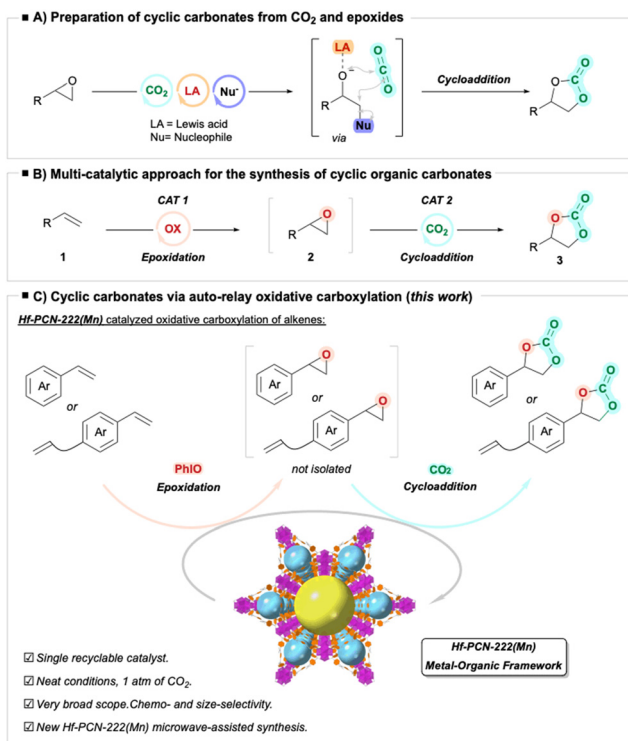 ■ A) Preparation of cyclic carbonates from CO₂ and epoxides
LA
O
O
C
O
O⁻
O
C
O
O
R
CO₂
LA
Nu⁻
R
Nu
R
Cycloaddition
LA = Lewis acid
Nu= Nucleophile
via
■ B) Multi-catalytic approach for the synthesis of cyclic organic carbonates
CAT 1
CAT 2
R
OX
R
O
CO₂
O
C
O
O
R
1
Epoxidation
2
Cycloaddition
3
■ C) Cyclic carbonates via auto-relay oxidative carboxylation (this work)
Hf-PCN-222(Mn) catalyzed oxidative carboxylation of alkenes:
Ar
or
Ar
O
Ar
or
O
Ar
not isolated
O
C
O
O
Ar
or
O
C
O
O
Ar
PhIO
Epoxidation
CO₂
Cycloaddition
Hf-PCN-222(Mn)
Metal-Organic Framework
☑ Single recyclable catalyst.
☑ Neat conditions, 1 atm of CO₂.
☑ Very broad scope.Chemo- and size-selectivity.
☑ New Hf-PCN-222(Mn) microwave-assisted synthesis.